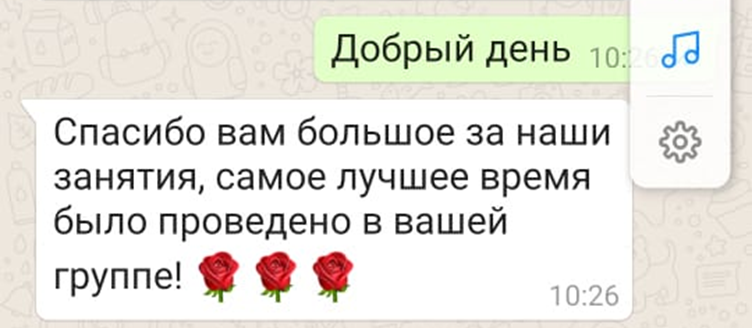 Добрый день 10:26
Спасибо вам большое за наши
занятия, самое лучшее время
было проведено в вашей
группе! 🌹🌹🌹
10:26